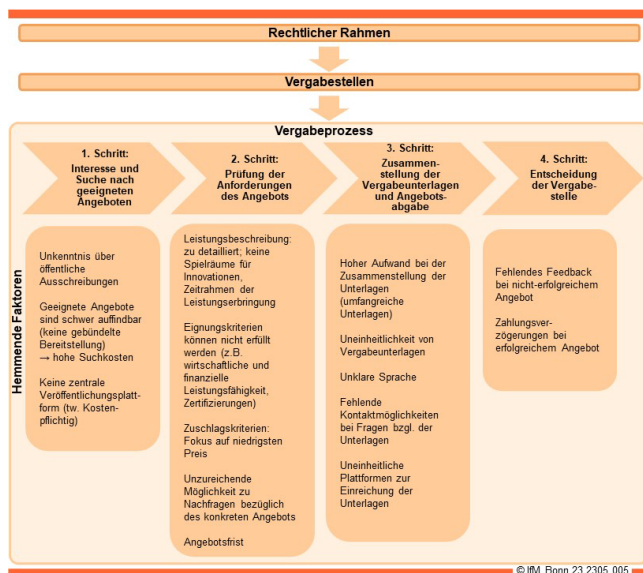 Rechtlicher Rahmen
Vergabestellen
Vergabeprozess
1. Schritt:
Interesse und
Suche nach
geeigneten
Angeboten
2. Schritt:
Prüfung der
Anforderungen
des Angebots
3. Schritt:
Zusammen-
stellung der
Vergabeunterlagen
und Angebots-
abgabe
4. Schritt:
Entscheidung
der Vergabe-
stelle
Hemmende Faktoren
Unkenntnis über
öffentliche
Ausschreibungen
Geeignete Angebote
sind schwer auffindbar
(keine gebündelte
Bereitstellung)
→ hohe Suchkosten
Keine zentrale
Veröffentlichungsplatt-
form (tw. Kosten-
pflichtig)
Leistungsbeschreibung:
zu detailliert; keine
Spielräume für
Innovationen,
Zeitrahmen der
Leistungserbringung
Eignungskriterien
können nicht erfüllt
werden (z.B.
wirtschaftliche und
finanzielle
Leistungsfähigkeit,
Zertifizierungen)
Zuschlagskriterien:
Fokus auf niedrigsten
Preis
Unzureichende
Möglichkeit zu
Nachfragen bezüglich
des konkreten Angebots
Angebotsfrist
Hoher Aufwand bei der
Zusammenstellung der
Unterlagen
(umfangreiche
Unterlagen)
Uneinheitlichkeit von
Vergabeunterlagen
Unklare Sprache
Fehlende
Kontaktmöglichkeiten
bei Fragen bzgl. der
Unterlagen
Uneinheitliche
Plattformen zur
Einreichung der
Unterlagen
Fehlendes Feedback
bei nicht-erfolgreichem
Angebot
Zahlungsver-
zögerungen bei
erfolgreichem Angebot
© IfM Bonn 23 2305 005